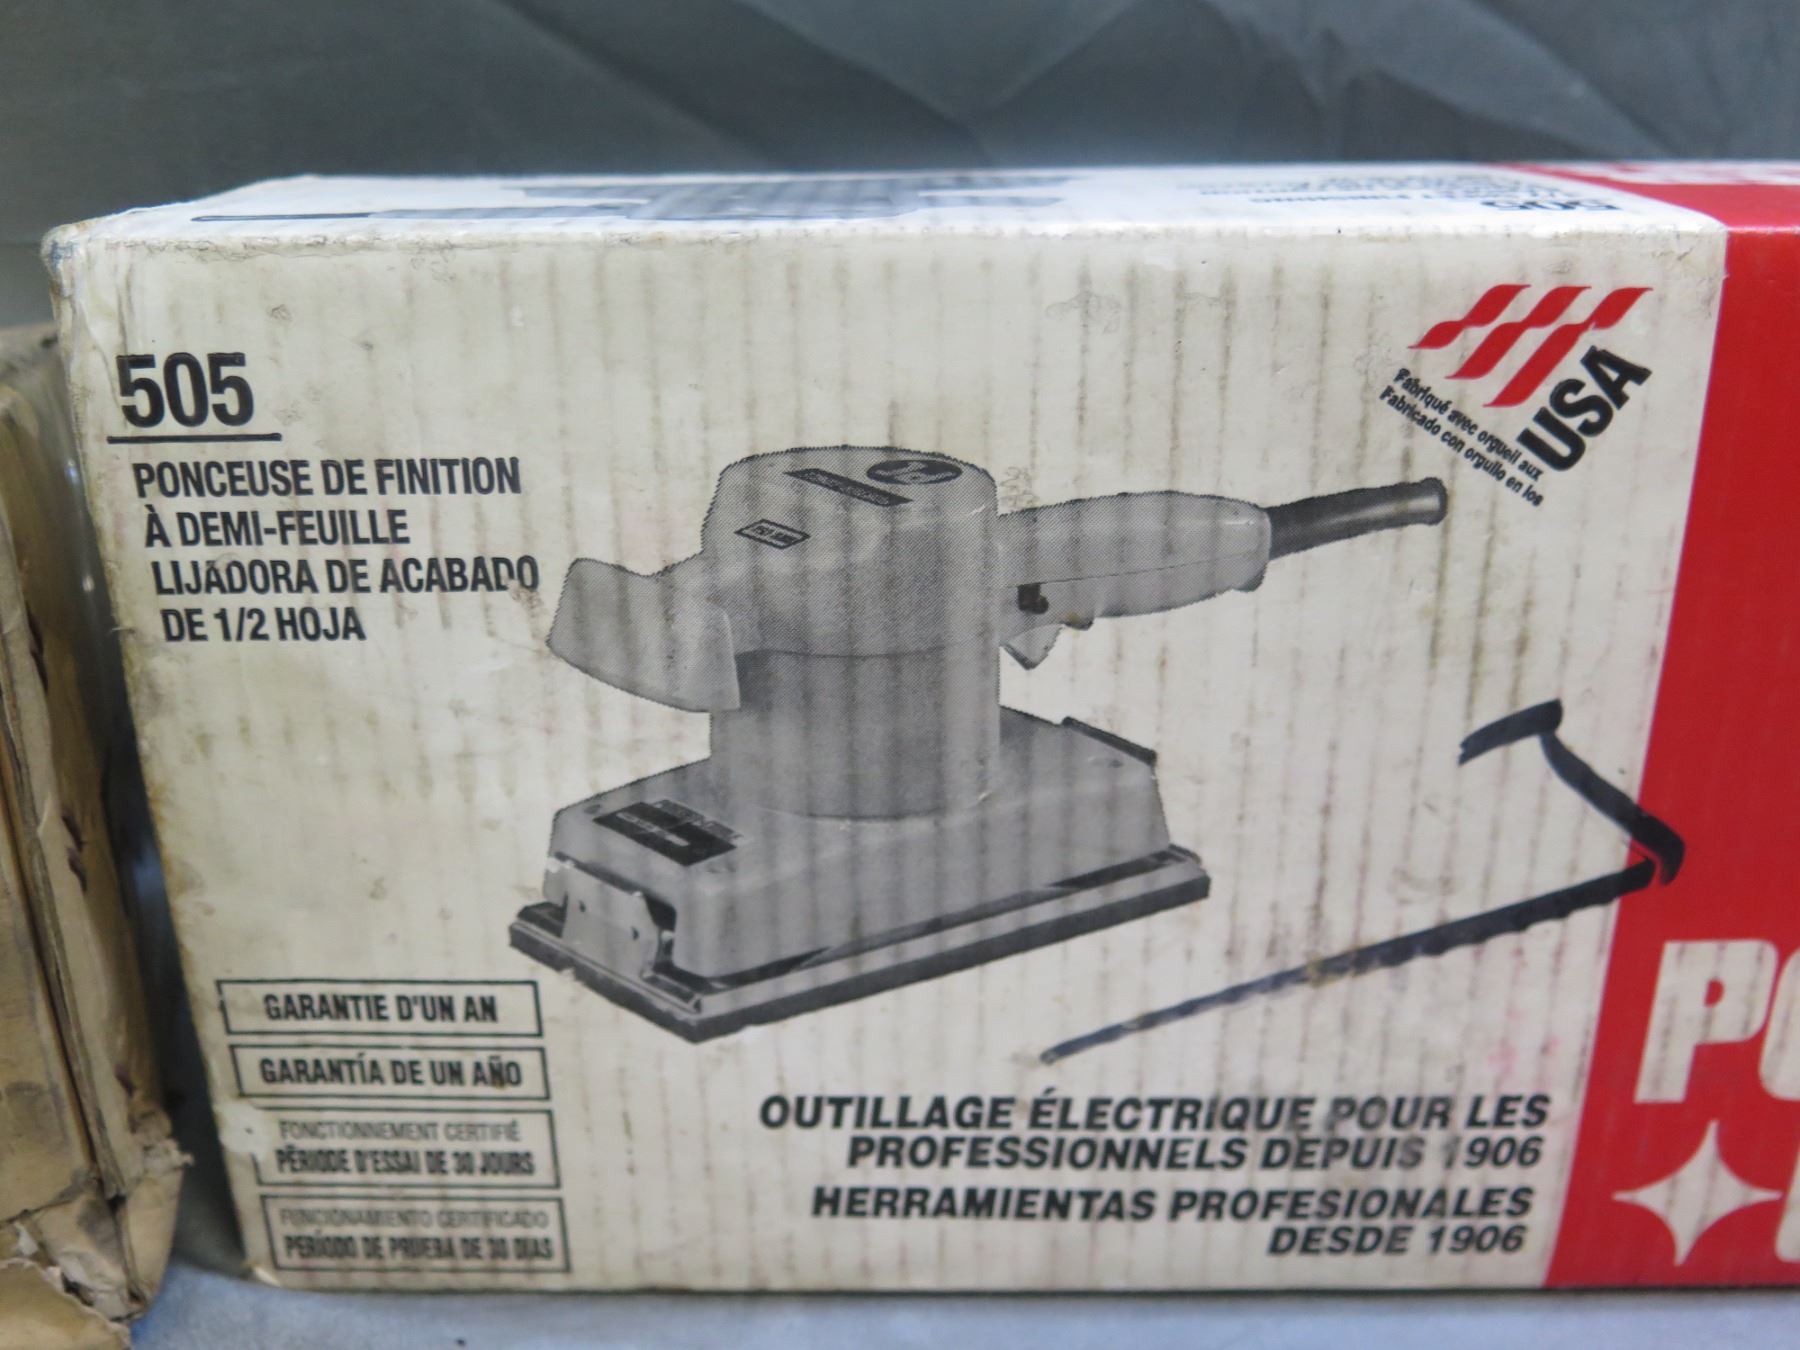 505
PONCEUSE DE FINITION
À DEMI-FEUILLE
LIJADORA DE ACABADO
DE 1/2 HOJA
Fabriqué avec orgueil aux
Fabricado con orgullo en los
USA
GARANTIE D'UN AN
GARANTÍA DE UN AÑO
FONCTIONNEMENT CERTIFIÉ
PÉRIODE D'ESSAI DE 30 JOURS
FUNCIONAMIENTO CERTIFICADO
PERÍODO DE PRUEBA DE 30 DIAS
OUTILLAGE ÉLECTRIQUE POUR LES
PROFESSIONNELS DEPUIS 1906
HERRAMIENTAS PROFESIONALES
DESDE 1906
505